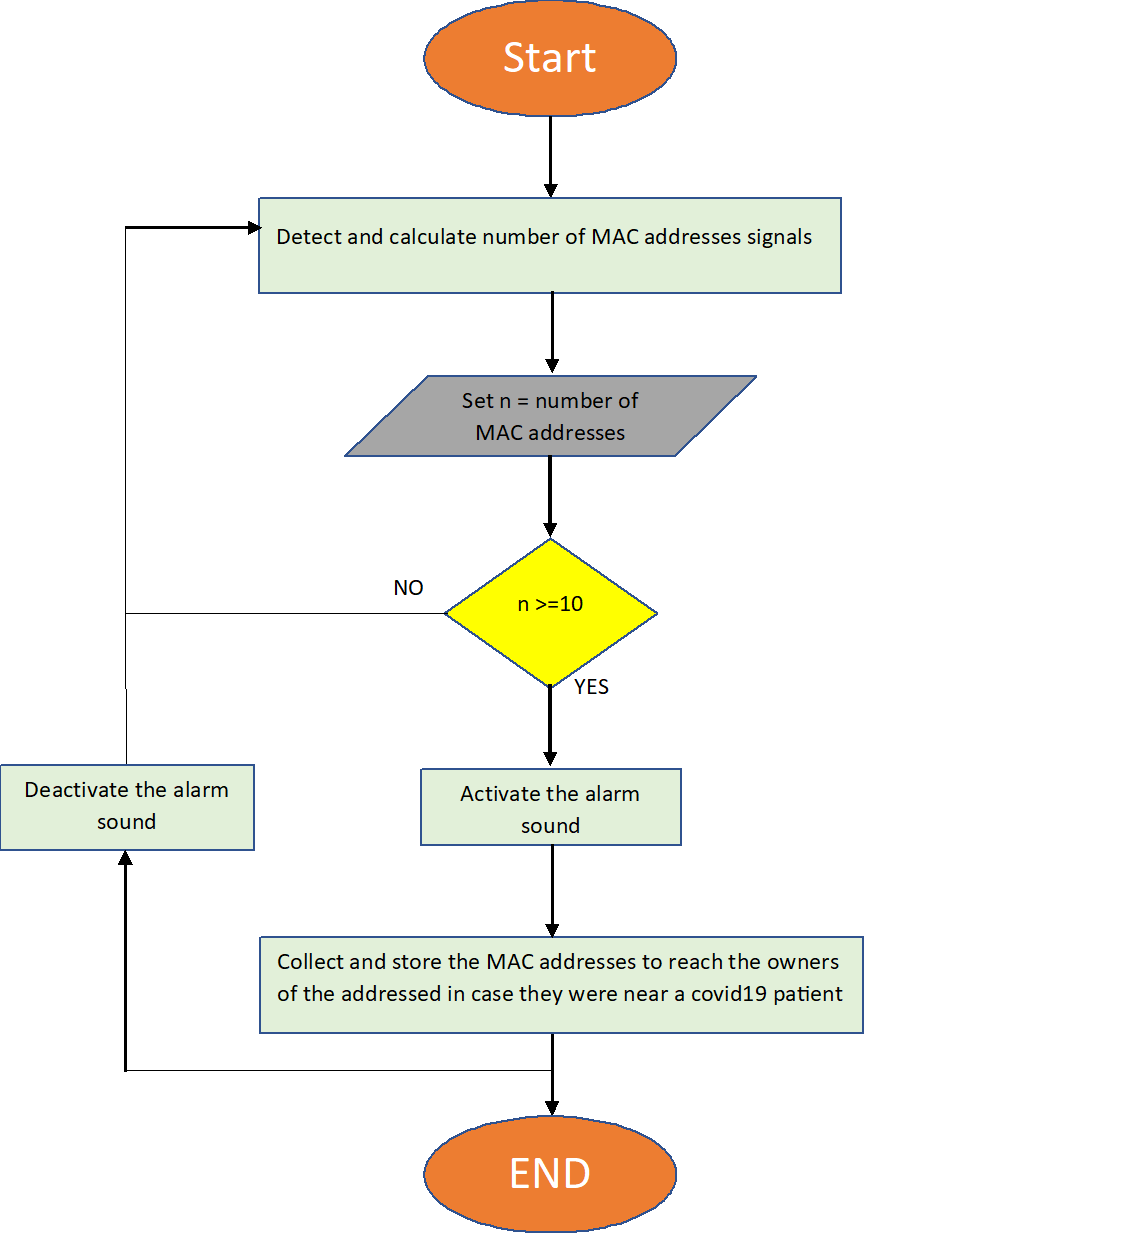 Start
Detect and calculate number of MAC addresses signals
Set n = number of
MAC addresses
NO
n >=10
YES
Deactivate the alarm
sound
Activate the alarm
sound
Collect and store the MAC addresses to reach the owners
of the addressed in case they were near a covid19 patient
END